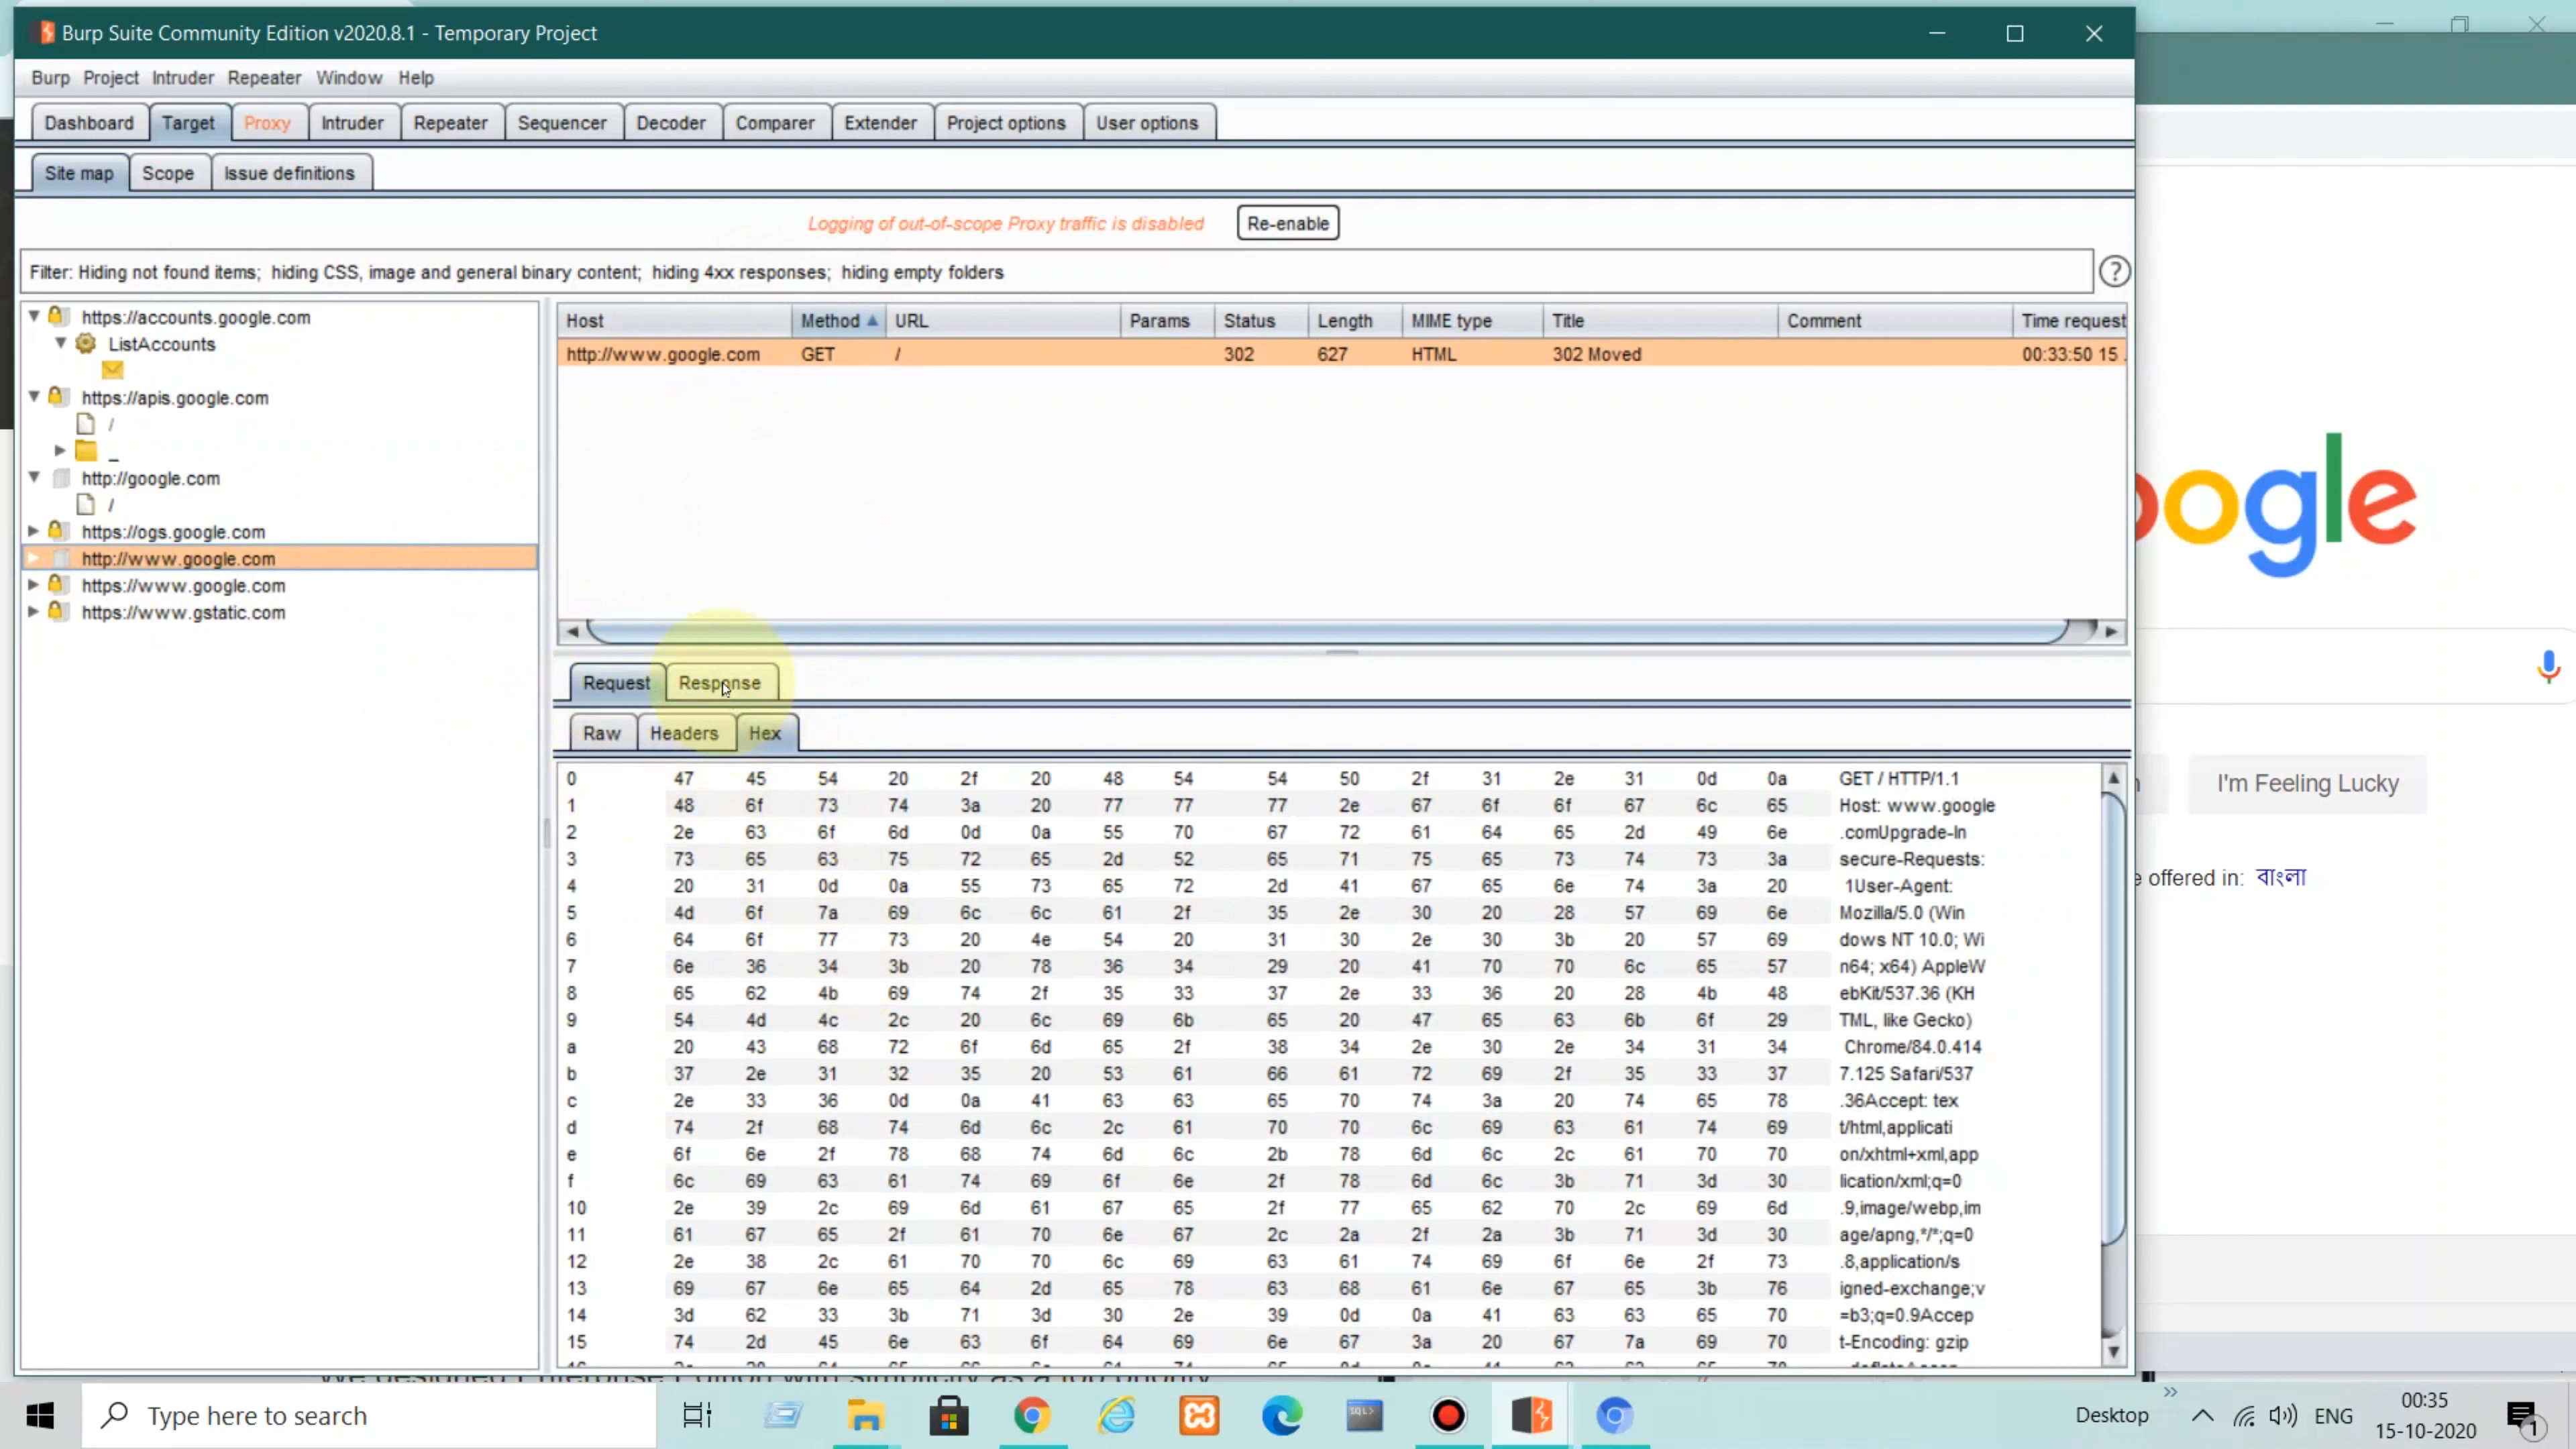 Burp Suite Community Edition v2020.8.1 - Temporary Project
Burp Project Intruder Repeater Window Help
Dashboard Target Proxy Intruder Repeater Sequencer Decoder Comparer Extender Project options User options
Site map Scope Issue definitions
Logging of out-of-scope Proxy traffic is disabled Re-enable
Filter: Hiding not found items; hiding CSS, image and general binary content; hiding 4xx responses; hiding empty folders ?
https://accounts.google.com
ListAccounts
https://apis.google.com
/
_
http://google.com
/
https://ogs.google.com
http://www.google.com
https://www.google.com
https://www.gstatic.com
Host Method URL Params Status Length MIME type Title Comment Time request
http://www.google.com GET / 302 627 HTML 302 Moved 00:33:50 15 .
Request Response
Raw Headers Hex
0 47 45 54 20 2f 20 48 54 54 50 2f 31 2e 31 0d 0a GET / HTTP/1.1
1 48 6f 73 74 3a 20 77 77 77 2e 67 6f 6f 67 6c 65 Host: www.google
2 2e 63 6f 6d 0d 0a 55 70 67 72 61 64 65 2d 49 6e .comUpgrade-In
3 73 65 63 75 72 65 2d 52 65 71 75 65 73 74 73 3a secure-Requests:
4 20 31 0d 0a 55 73 65 72 2d 41 67 65 6e 74 3a 20 1User-Agent:
5 4d 6f 7a 69 6c 6c 61 2f 35 2e 30 20 28 57 69 6e Mozilla/5.0 (Win
6 64 6f 77 73 20 4e 54 20 31 30 2e 30 3b 20 57 69 dows NT 10.0; Wi
7 6e 36 34 3b 20 78 36 34 29 20 41 70 70 6c 65 57 n64; x64) AppleW
8 65 62 4b 69 74 2f 35 33 37 2e 33 36 20 28 4b 48 ebKit/537.36 (KH
9 54 4d 4c 2c 20 6c 69 6b 65 20 47 65 63 6b 6f 29 TML, like Gecko)
a 20 43 68 72 6f 6d 65 2f 38 34 2e 30 2e 34 31 34 Chrome/84.0.414
b 37 2e 31 32 35 20 53 61 66 61 72 69 2f 35 33 37 7.125 Safari/537
c 2e 33 36 0d 0a 41 63 63 65 70 74 3a 20 74 65 78 .36Accept: tex
d 74 2f 68 74 6d 6c 2c 61 70 70 6c 69 63 61 74 69 t/html,applicati
e 6f 6e 2f 78 68 74 6d 6c 2b 78 6d 6c 2c 61 70 70 on/xhtml+xml,app
f 6c 69 63 61 74 69 6f 6e 2f 78 6d 6c 3b 71 3d 30 lication/xml;q=0
10 2e 39 2c 69 6d 61 67 65 2f 77 65 62 70 2c 69 6d .9,image/webp,im
11 61 67 65 2f 61 70 6e 67 2c 2a 2f 2a 3b 71 3d 30 age/apng,*/*;q=0
12 2e 38 2c 61 70 70 6c 69 63 61 74 69 6f 6e 2f 73 .8,application/s
13 69 67 6e 65 64 2d 65 78 63 68 61 6e 67 65 3b 76 igned-exchange;v
14 3d 62 33 3b 71 3d 30 2e 39 0d 0a 41 63 63 65 70 =b3;q=0.9Accep
15 74 2d 45 6e 63 6f 64 69 6e 67 3a 20 67 7a 69 70 t-Encoding: gzip
oogle
I'm Feeling Lucky
offered in: বাংলা
Type here to search
SQL>
Desktop ENG 00:35
15-10-2020
1